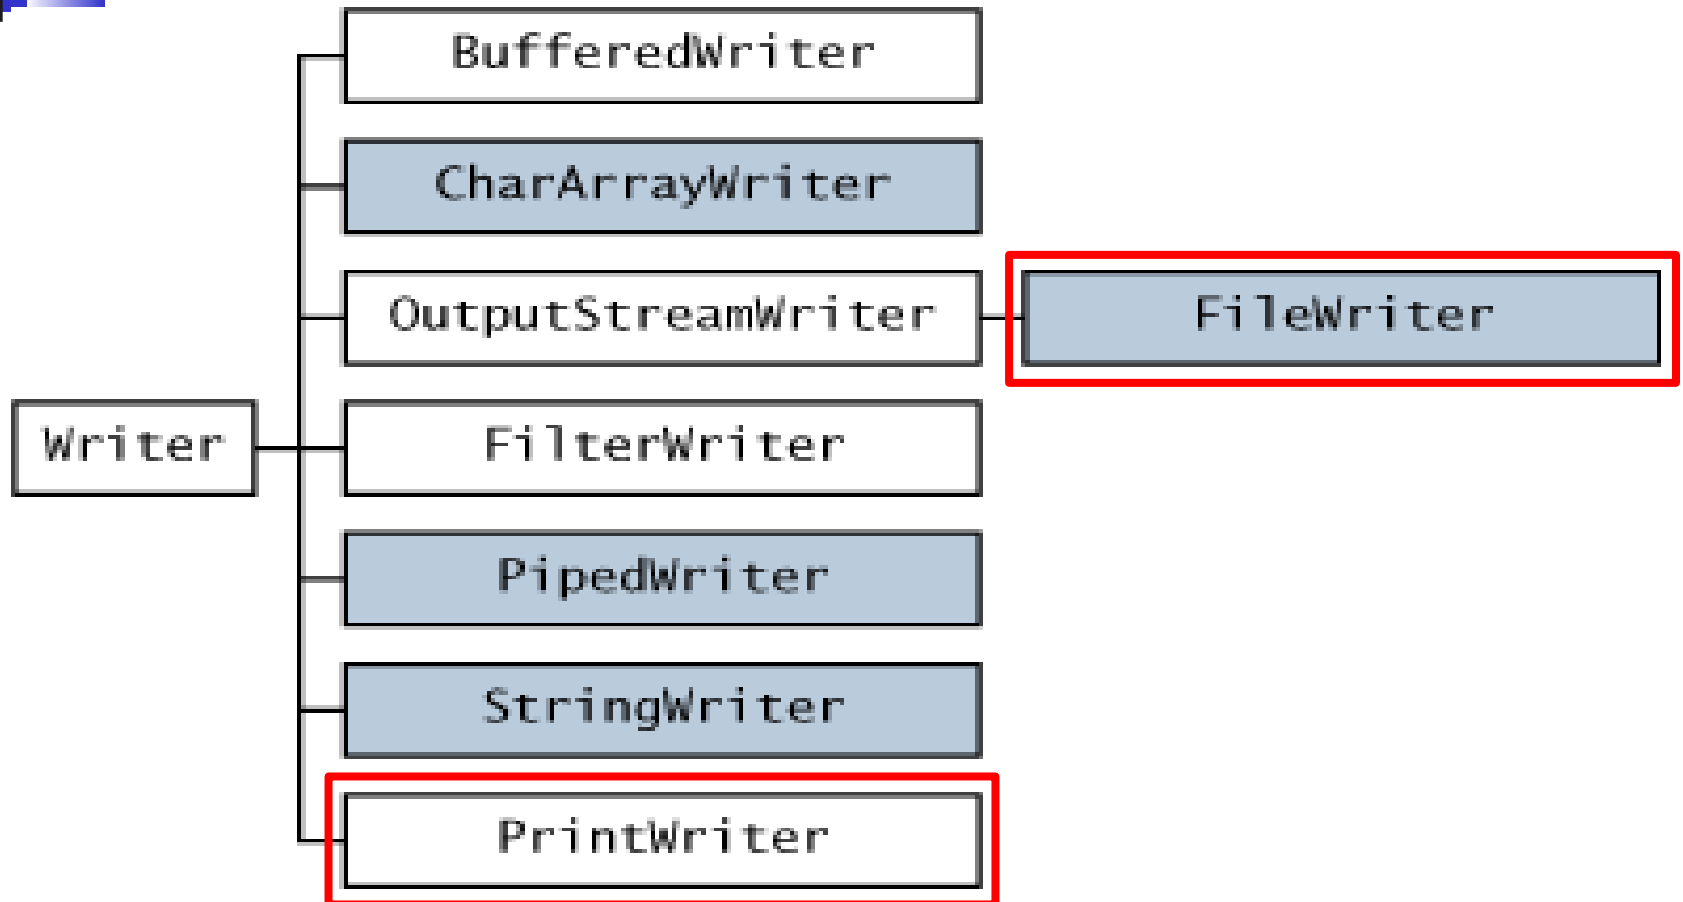 BufferedWriter
CharArrayWriter
OutputStreamWriter
FileWriter
Writer
FilterWriter
PipedWriter
StringWriter
PrintWriter